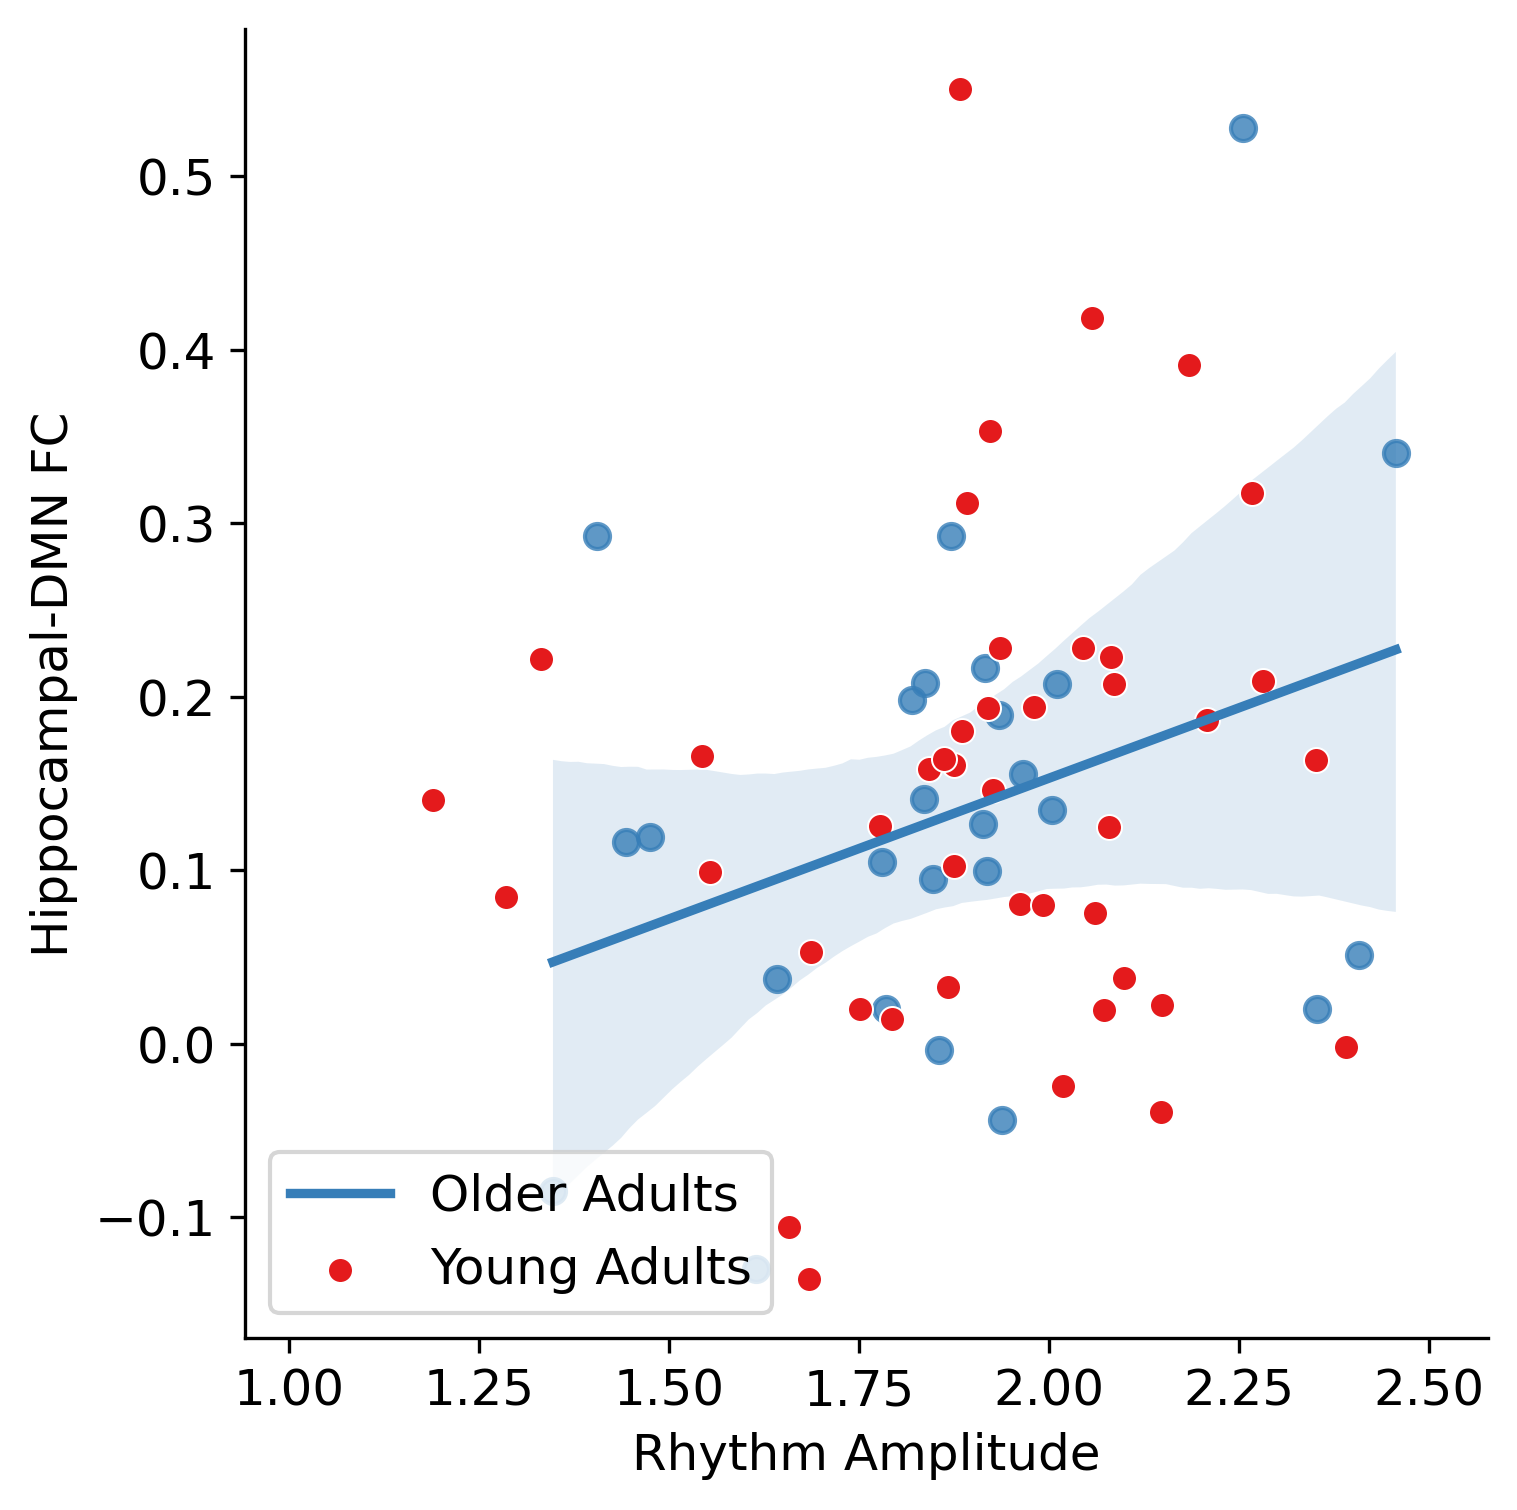 Hippocampal-DMN FC
0.5
0.4
0.3
0.2
0.1
0.0
−0.1
Older Adults
Young Adults
1.00 1.25 1.50 1.75 2.00 2.25 2.50
Rhythm Amplitude